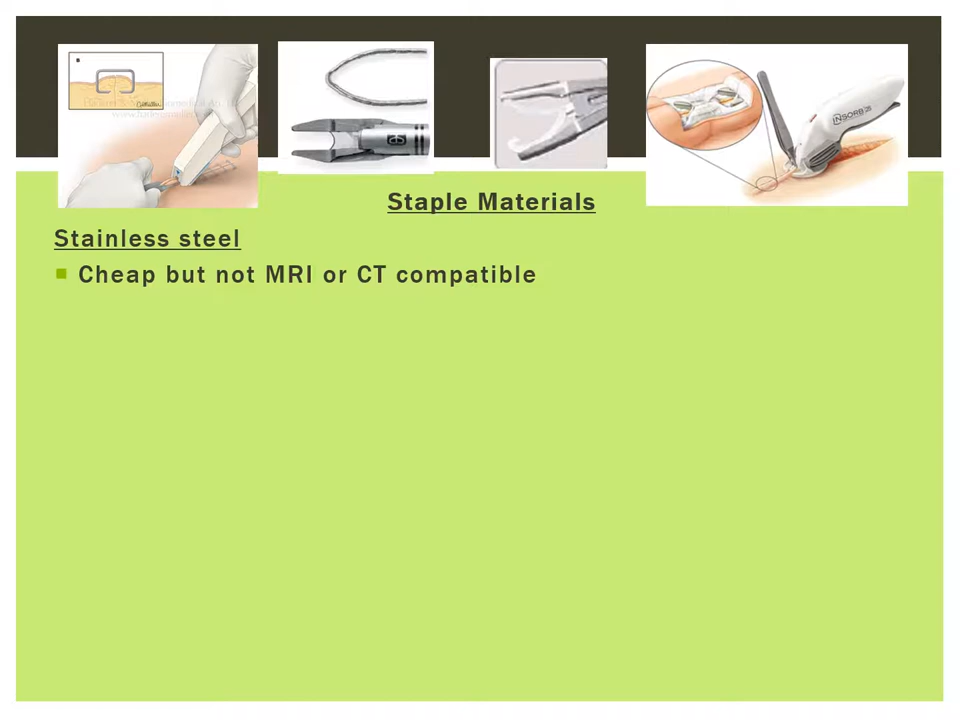 INSORB
Staple Materials
Stainless steel
Cheap but not MRI or CT compatible